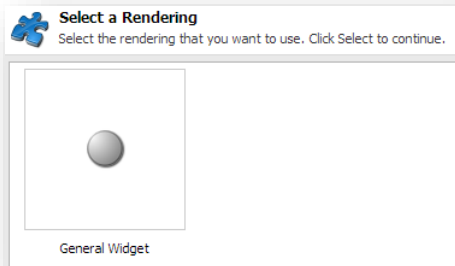 Select a Rendering
Select the rendering that you want to use. Click Select to continue.
General Widget